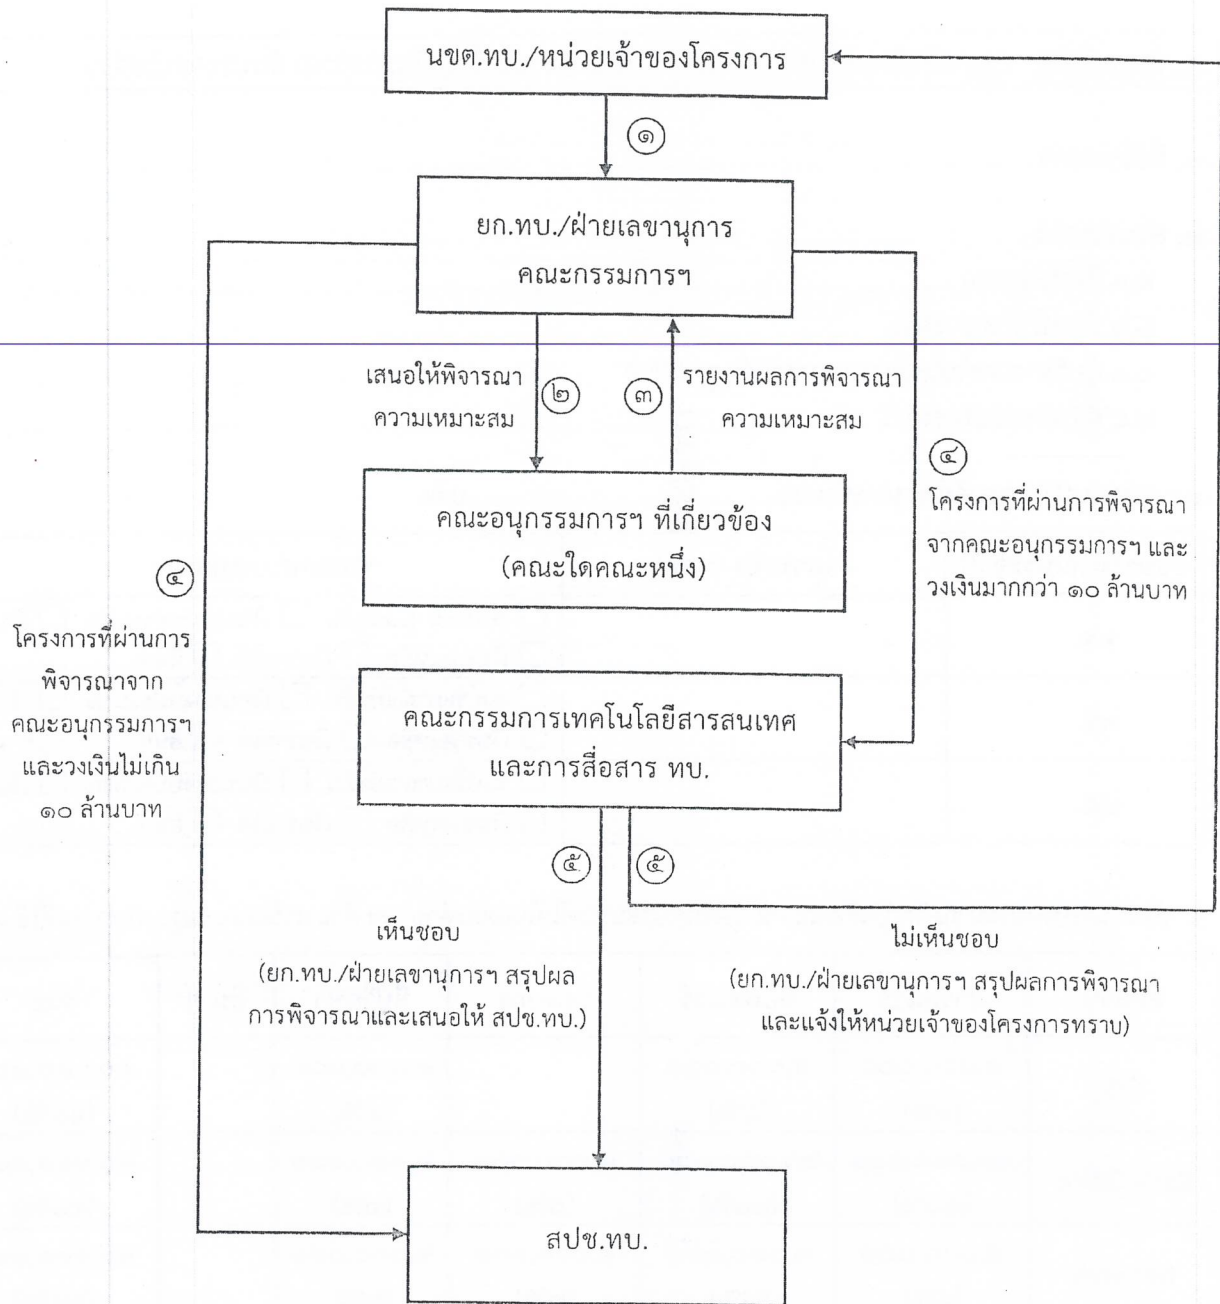 นขต.ทบ./หน่วยเจ้าของโครงการ
๑
ยก.ทบ./ฝ่ายเลขานุการ
คณะกรรมการฯ
เสนอให้พิจารณา
ความเหมาะสม
๒
๓
รายงานผลการพิจารณา
ความเหมาะสม
๔
โครงการที่ผ่านการพิจารณา
จากคณะอนุกรรมการฯ และ
วงเงินมากกว่า ๑๐ ล้านบาท
คณะอนุกรรมการฯ ที่เกี่ยวข้อง
(คณะใดคณะหนึ่ง)
๔
โครงการที่ผ่านการ
พิจารณาจาก
คณะอนุกรรมการฯ
และวงเงินไม่เกิน
๑๐ ล้านบาท
คณะกรรมการเทคโนโลยีสารสนเทศ
และการสื่อสาร ทบ.
๕
๕
เห็นชอบ
(ยก.ทบ./ฝ่ายเลขานุการฯ สรุปผล
การพิจารณาและเสนอให้ สปช.ทบ.)
ไม่เห็นชอบ
(ยก.ทบ./ฝ่ายเลขานุการฯ สรุปผลการพิจารณา
และแจ้งให้หน่วยเจ้าของโครงการทราบ)
สปช.ทบ.